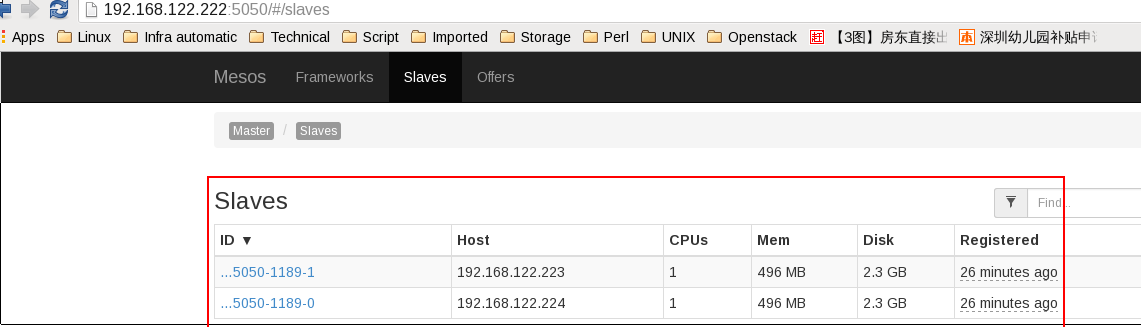 192.168.122.222:5050/#/slaves
Apps Linux Infra automatic Technical Script Imported Storage Perl UNIX Openstack 【3图】房东直接出 深圳幼儿园补贴申
Mesos Frameworks Slaves Offers
Master / Slaves
Slaves
Find...
ID ▼ Host CPUs Mem Disk Registered
...5050-1189-1 192.168.122.223 1 496 MB 2.3 GB 26 minutes ago
...5050-1189-0 192.168.122.224 1 496 MB 2.3 GB 26 minutes ago